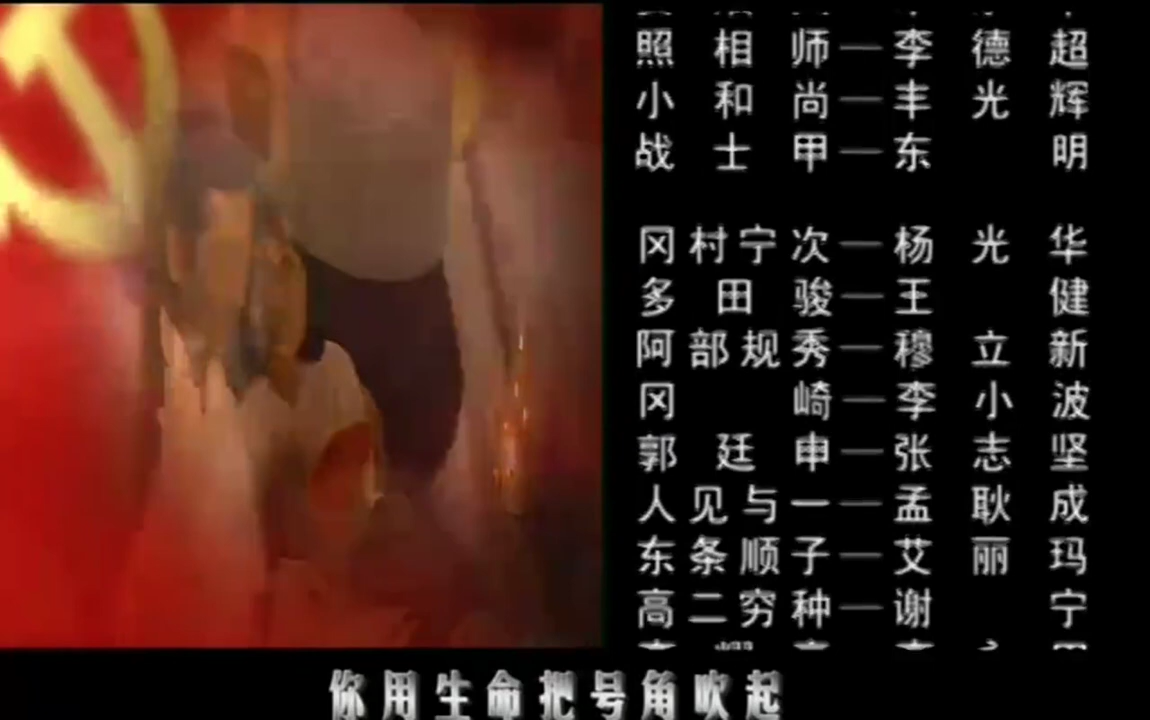 照相师—李德超
小和尚—丰光辉
战士甲—东明
冈村宁次—杨光华
多田骏—王健
阿部规秀—穆立新
冈崎—李小波
郭廷申—张志坚
人见与一—孟耿成
东条顺子—艾丽玛
高二穷种—谢宁
你用生命把号角吹起